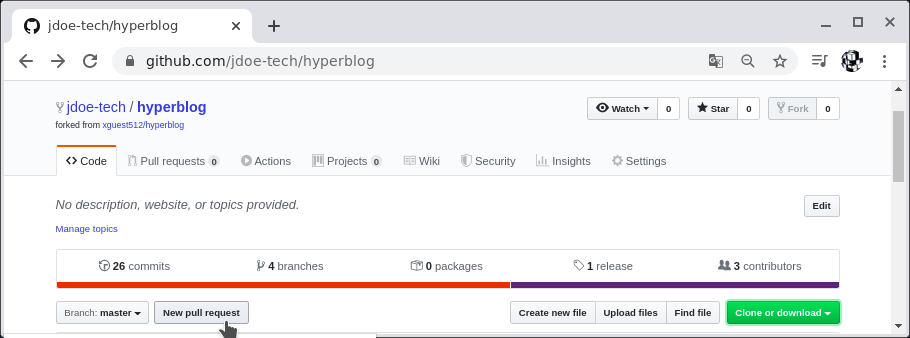 jdoe-tech/hyperblog
github.com/jdoe-tech/hyperblog
jdoe-tech / hyperblog
Watch 0 Star 0 Fork 0
forked from xguest512/hyperblog
Code Pull requests 0 Actions Projects 0 Wiki Security Insights Settings
No description, website, or topics provided. Edit
Manage topics
26 commits 4 branches 0 packages 1 release 3 contributors
Branch: master New pull request Create new file Upload files Find file Clone or download